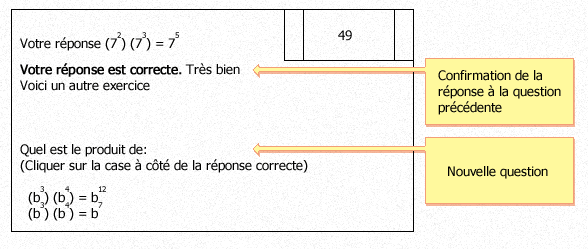 49
Votre réponse (7²) (7³) = 7⁵
Votre réponse est correcte. Très bien
Voici un autre exercice
Confirmation de la
réponse à la question
précédente
Quel est le produit de:
(Cliquer sur la case à côté de la réponse correcte)
Nouvelle question
(b³) (b⁴) = b¹²
(b³) (b⁴) = b⁷